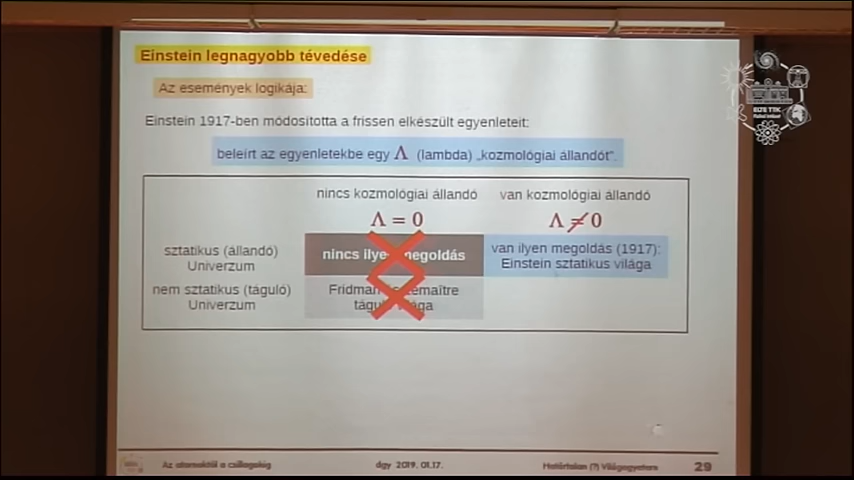 Einstein legnagyobb tévedése
Az események logikája:
Einstein 1917-ben módosította a frissen elkészült egyenleteit:
beleírt az egyenletekbe egy Λ (lambda) „kozmológiai állandót”.
nincs kozmológiai állandó van kozmológiai állandó
Λ = 0 Λ ≠ 0
sztatikus (állandó) Univerzum
nincs ilyen megoldás
van ilyen megoldás (1917):
Einstein sztatikus világa
nem sztatikus (táguló)
Univerzum
Fridman Lemaître
táguló világa
ELTE TTK
Az atomoktól a csillagokig dgy 2019. 01.17. Határtalan (?) Világegyetem 29